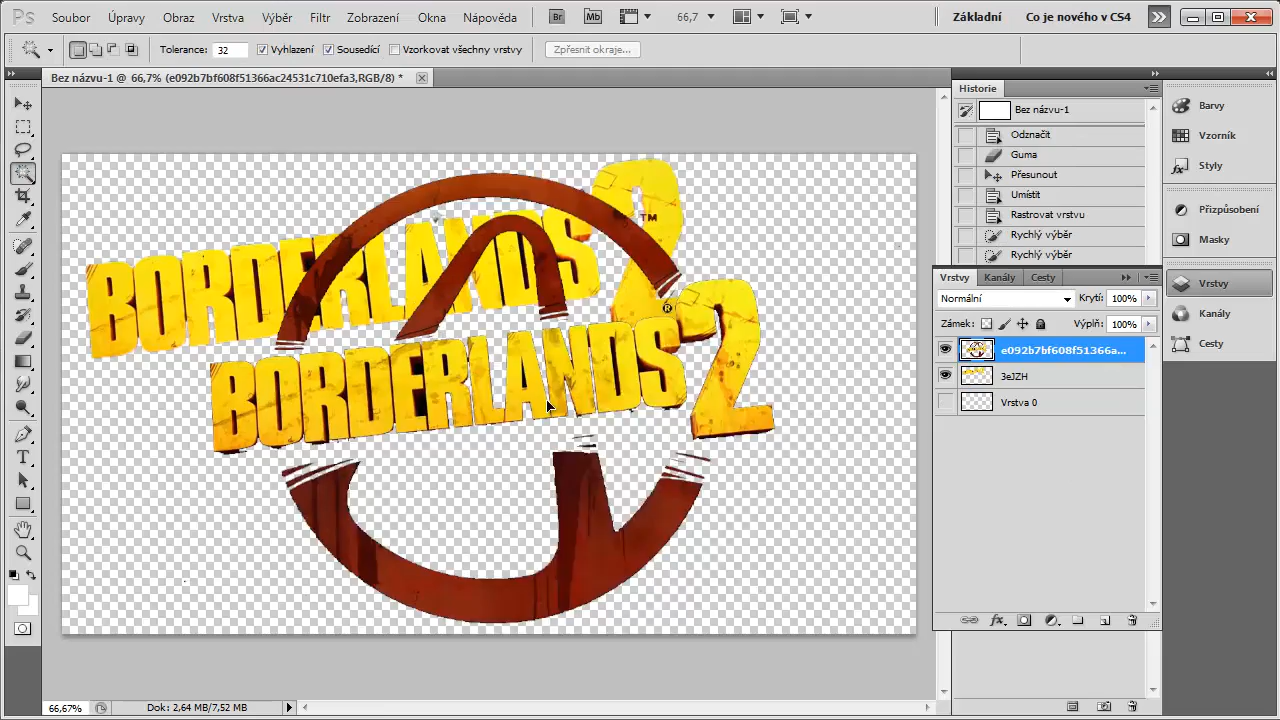 Ps Soubor Úpravy Obraz Vrstva Výběr Filtr Zobrazení Okna Nápověda Br Mb 66,7 Základní Co je nového v CS4
Tolerance: 32 Vyhlazení Sousedící Vzorkovat všechny vrstvy Zpřesnit okraje...
Bez názvu-1 @ 66,7% (e092b7bf608f51366ac24531c710efa3,RGB/8) *
Historie
Bez názvu-1
Odznačit
Guma
Přesunout
Umístit
Rastrovat vrstvu
Rychlý výběr
Rychlý výběr
Barvy
Vzorník
Styly
Přizpůsobení
Masky
Vrstvy
Kanály
Cesty
Vrstvy Kanály Cesty
Normální Krytí: 100%
Zámek: Výplň: 100%
e092b7bf608f51366a...
3eJZH
Vrstva 0
BORDERLANDS 2 ™
BORDERLANDS 2 ®
66,67% Dok: 2,64 MB/7,52 MB